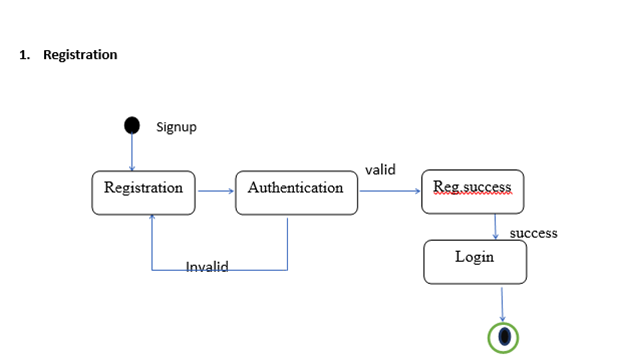 1. Registration
Signup
valid
Registration
Authentication
Reg.success
success
Login
Invalid